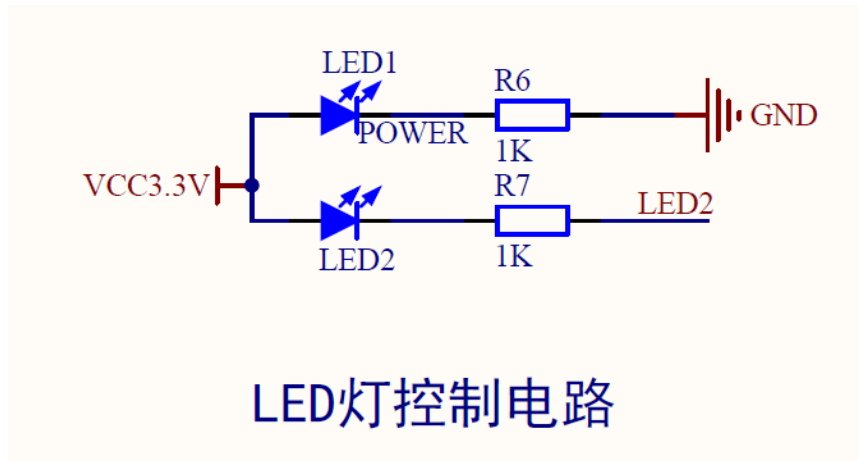 LED1
R6
POWER
GND
1K
VCC3.3V
R7
LED2
LED2
1K
LED灯控制电路